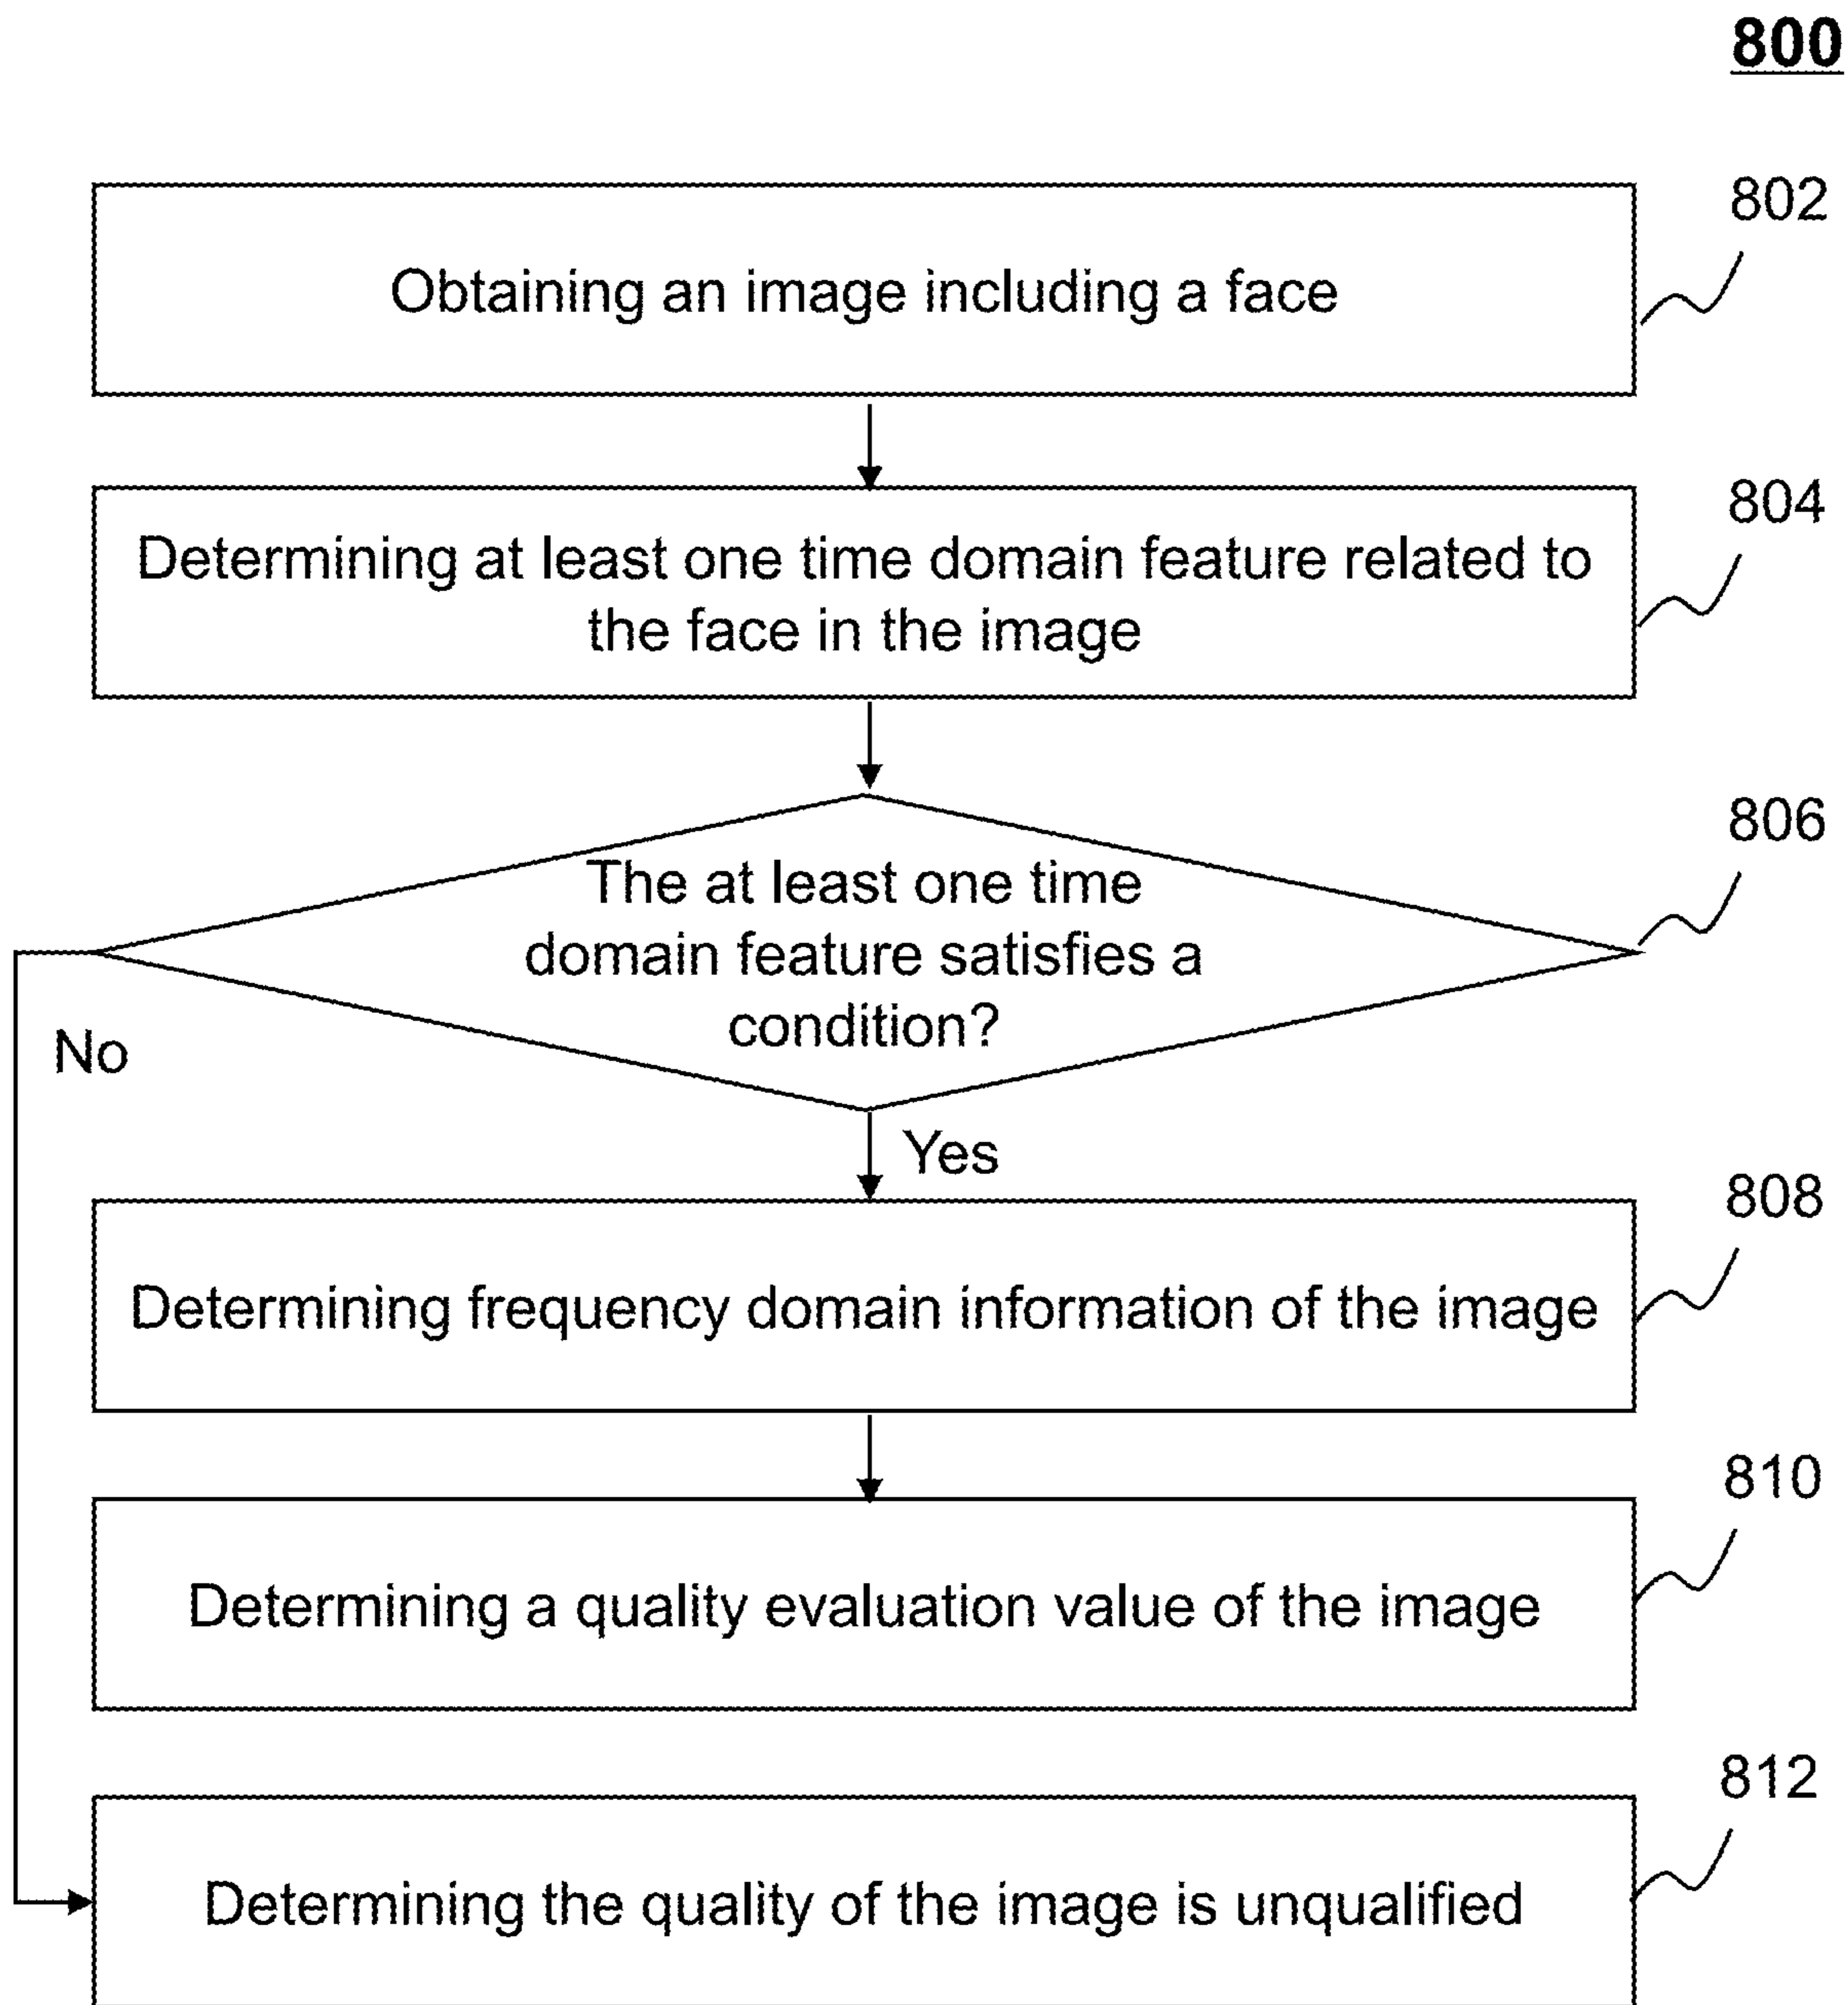 800
802
Obtaining an image including a face
804
Determining at least one time domain feature related to
the face in the image
806
The at least one time
domain feature satisfies a
condition?
No
Yes
808
Determining frequency domain information of the image
810
Determining a quality evaluation value of the image
812
Determining the quality of the image is unqualified